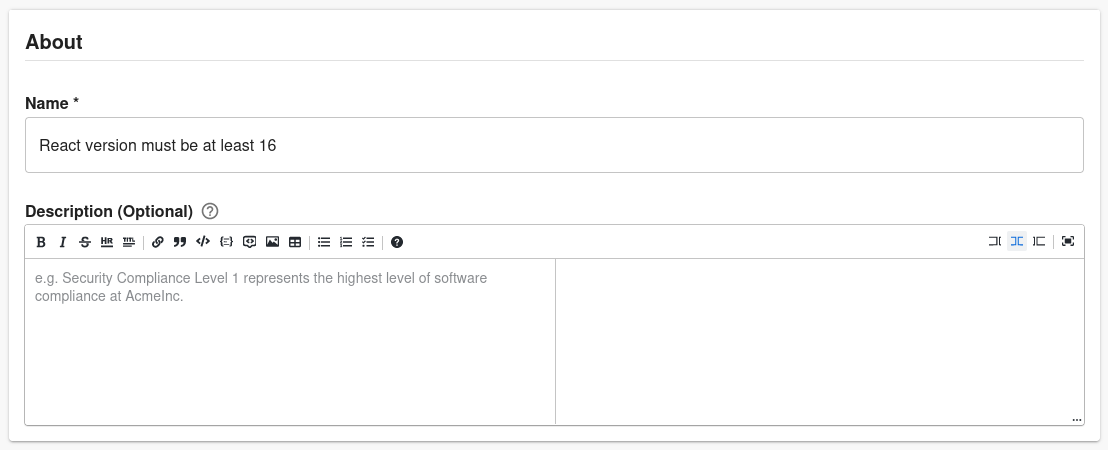 About
Name *
React version must be at least 16
Description (Optional)
B I S HR TITL
e.g. Security Compliance Level 1 represents the highest level of software
compliance at AcmeInc.